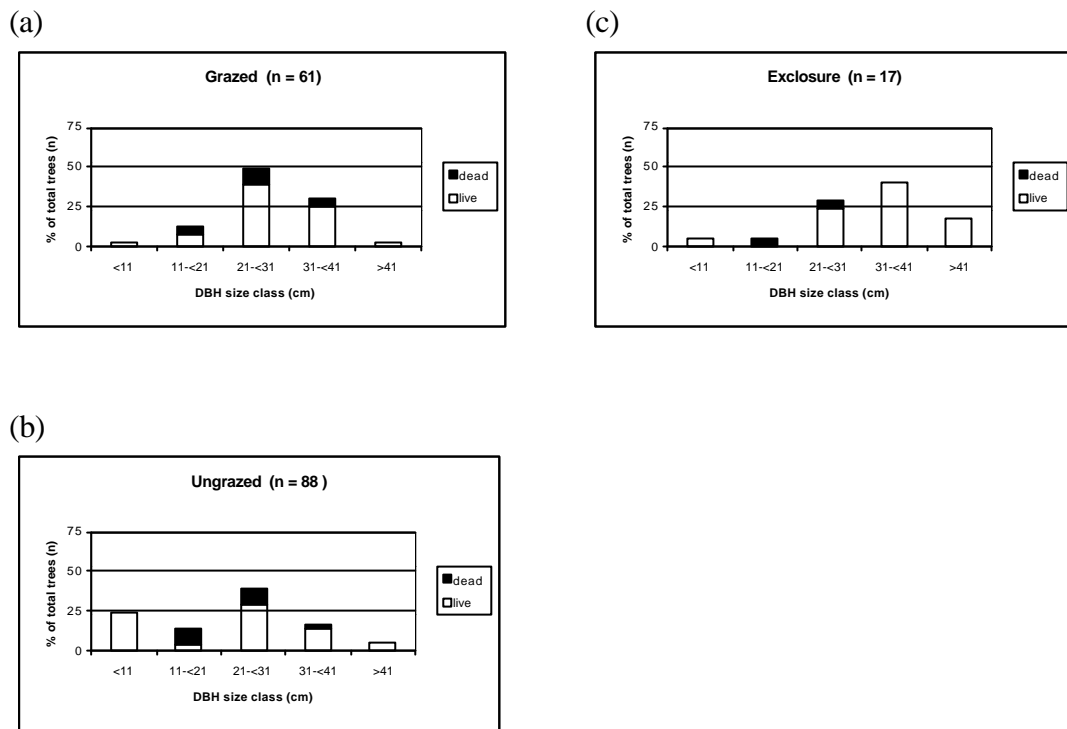 (a)
Grazed (n = 61)
% of total trees (n)
75
50
25
0
<11 11-<21 21-<31 31-<41 >41
DBH size class (cm)
dead
live
(c)
Exclosure (n = 17)
% of total trees (n)
75
50
25
0
<11 11-<21 21-<31 31-<41 >41
DBH size class (cm)
dead
live
(b)
Ungrazed (n = 88 )
% of total trees (n)
75
50
25
0
<11 11-<21 21-<31 31-<41 >41
DBH size class (cm)
dead
live